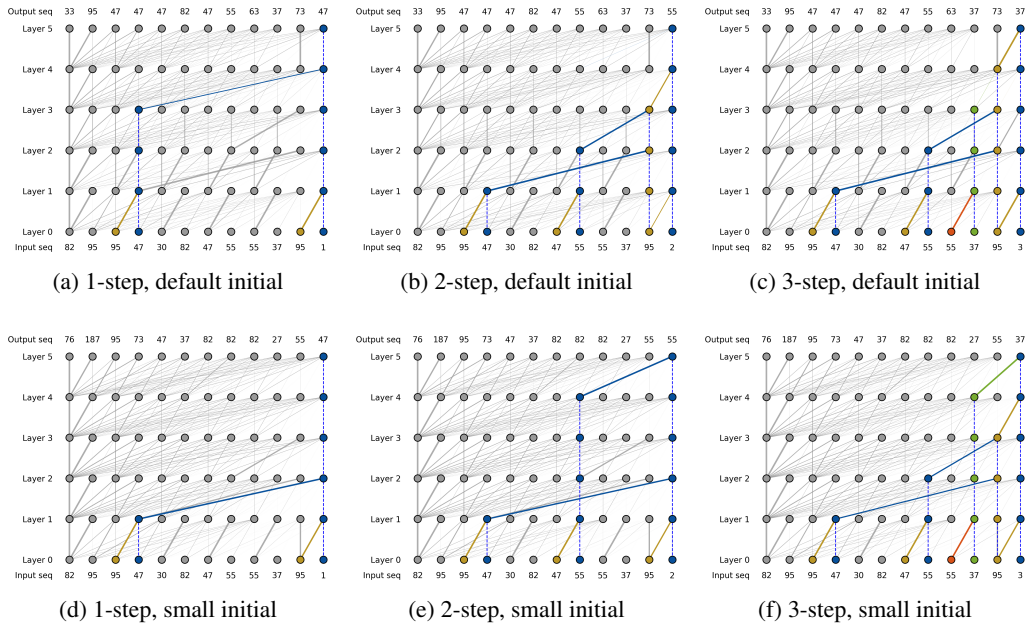 Output seq 33 95 47 47 82 82 47 55 63 37 73 47
Layer 5
Layer 4
Layer 3
Layer 2
Layer 1
Layer 0
Input seq 82 95 95 47 30 82 47 55 55 37 95 1
(a) 1-step, default initial
Output seq 33 95 47 47 82 82 47 55 63 37 73 55
Layer 5
Layer 4
Layer 3
Layer 2
Layer 1
Layer 0
Input seq 82 95 95 47 30 82 47 55 55 37 95 2
(b) 2-step, default initial
Output seq 33 95 47 47 82 82 47 55 63 37 73 37
Layer 5
Layer 4
Layer 3
Layer 2
Layer 1
Layer 0
Input seq 82 95 95 47 30 82 47 55 55 37 95 3
(c) 3-step, default initial
Output seq 76 187 95 73 47 37 82 82 82 27 55 47
Layer 5
Layer 4
Layer 3
Layer 2
Layer 1
Layer 0
Input seq 82 95 95 47 30 82 47 55 55 37 95 1
(d) 1-step, small initial
Output seq 76 187 95 73 47 37 82 82 82 27 55 55
Layer 5
Layer 4
Layer 3
Layer 2
Layer 1
Layer 0
Input seq 82 95 95 47 30 82 47 55 55 37 95 2
(e) 2-step, small initial
Output seq 76 187 95 73 47 37 82 82 82 27 55 37
Layer 5
Layer 4
Layer 3
Layer 2
Layer 1
Layer 0
Input seq 82 95 95 47 30 82 47 55 55 37 95 3
(f) 3-step, small initial